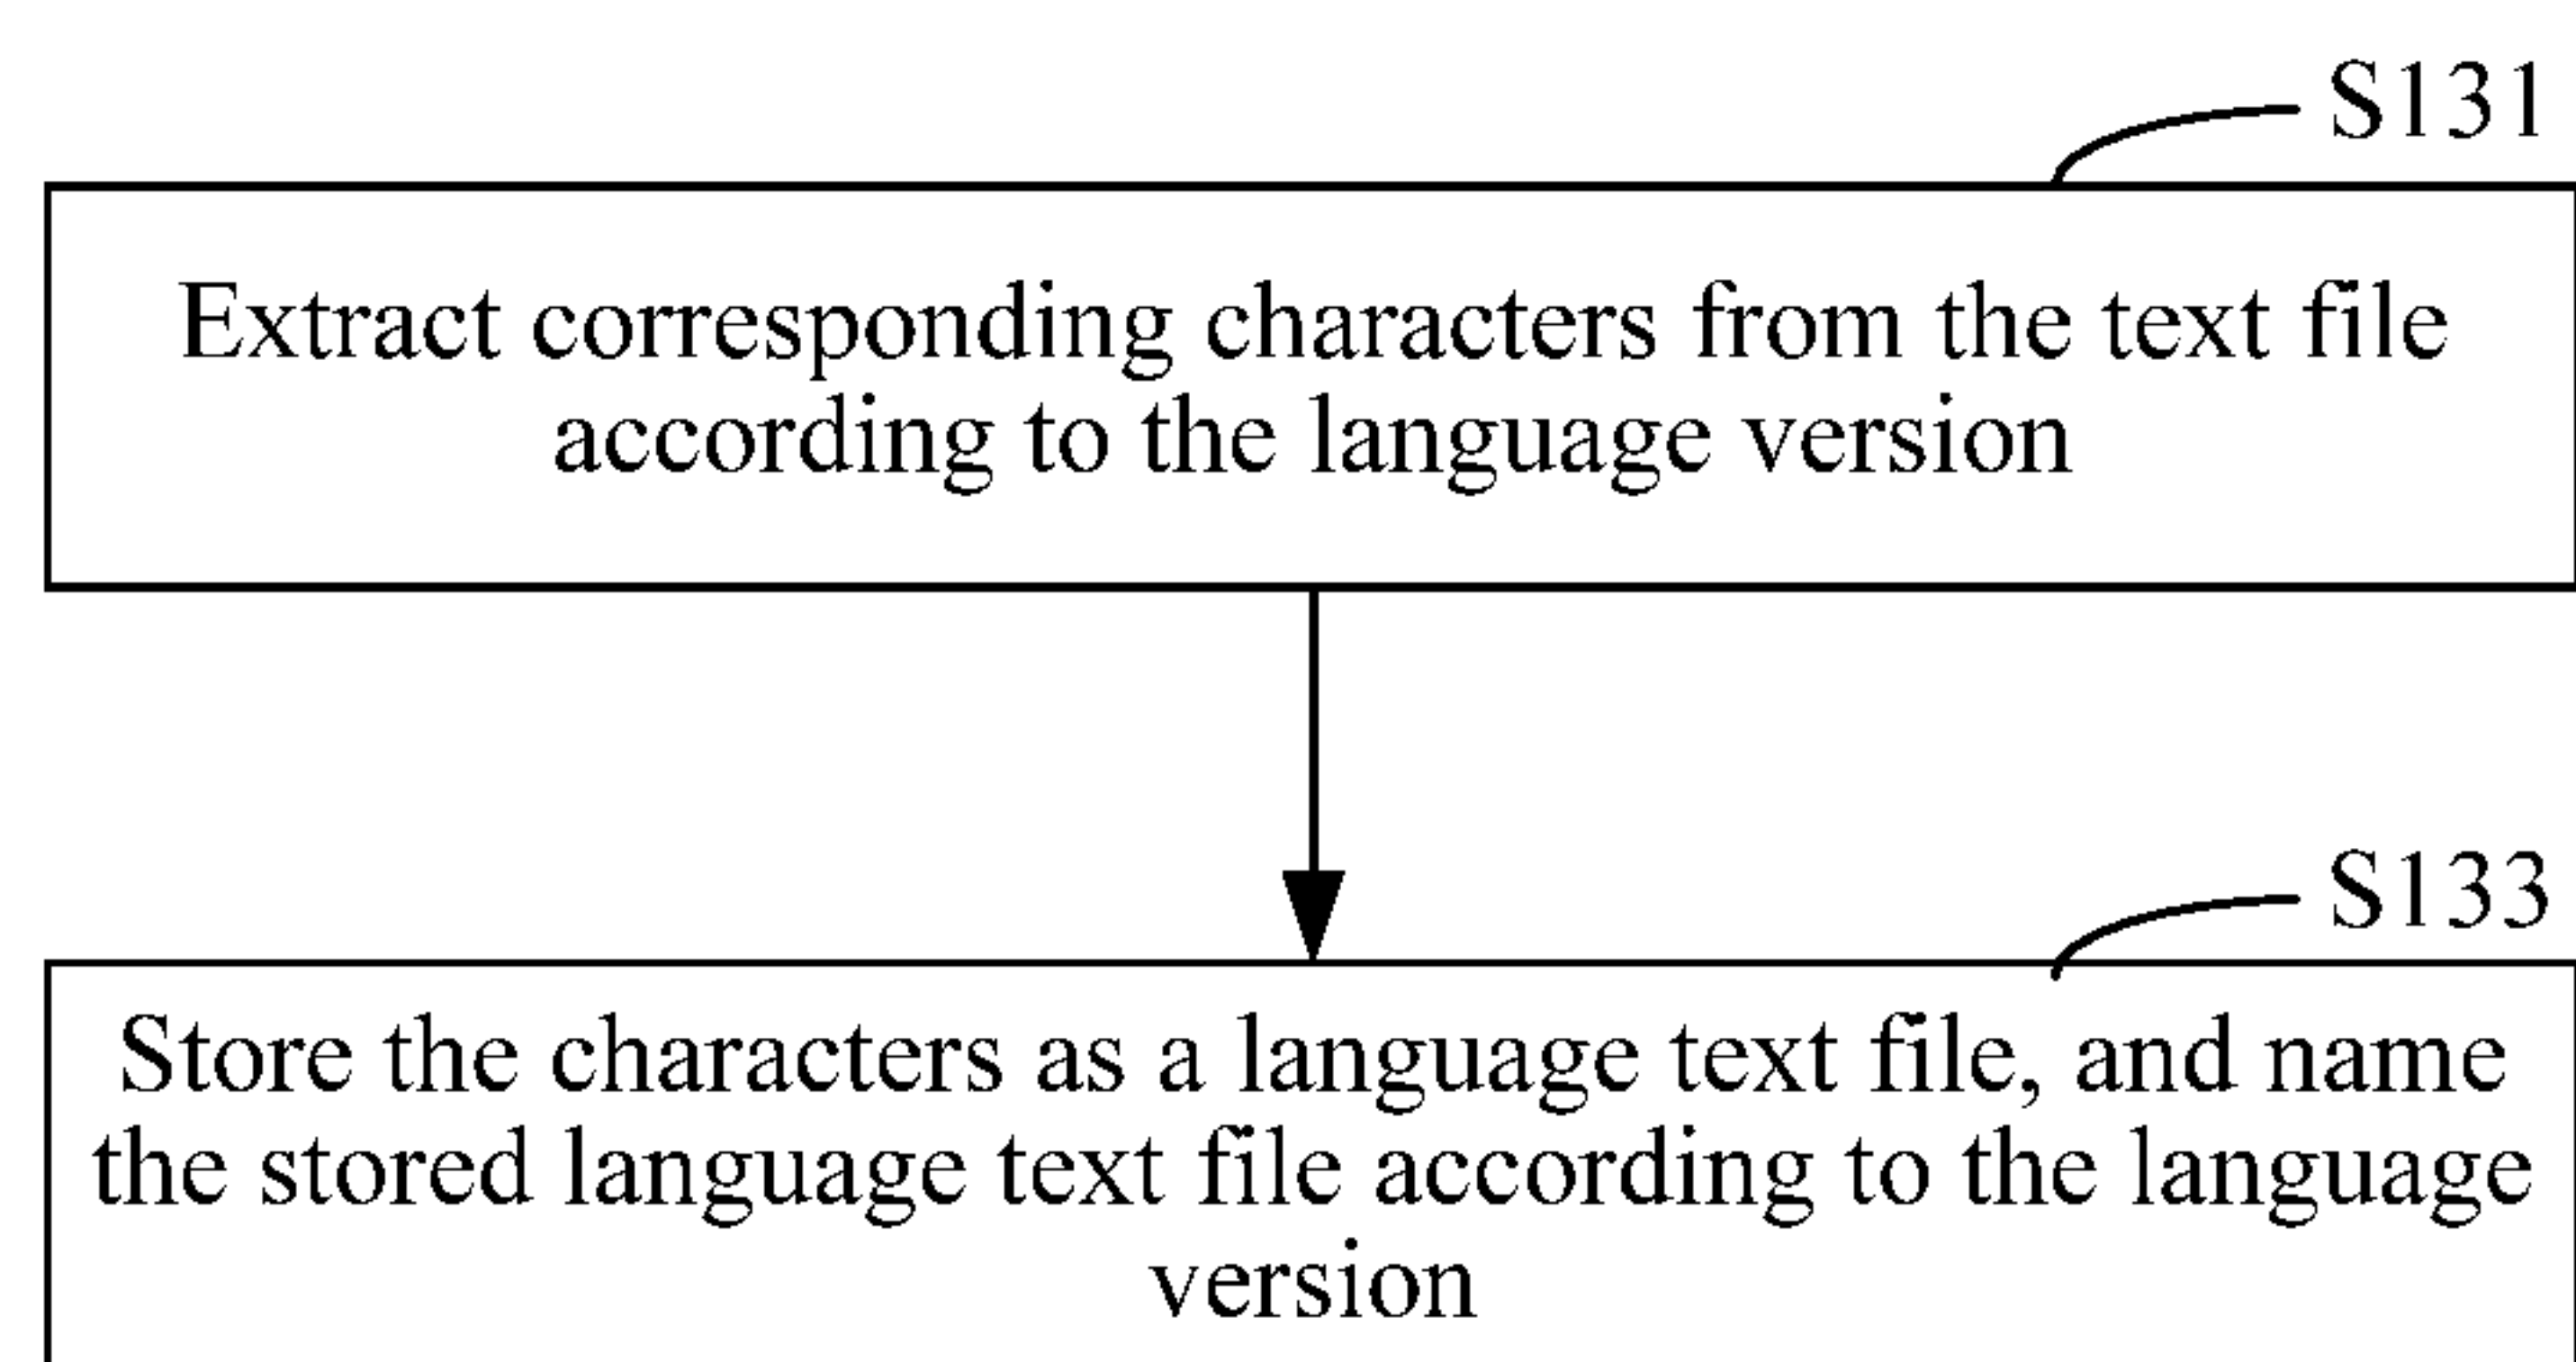 S131
Extract corresponding characters from the text file
according to the language version
S133
Store the characters as a language text file, and name
the stored language text file according to the language
version